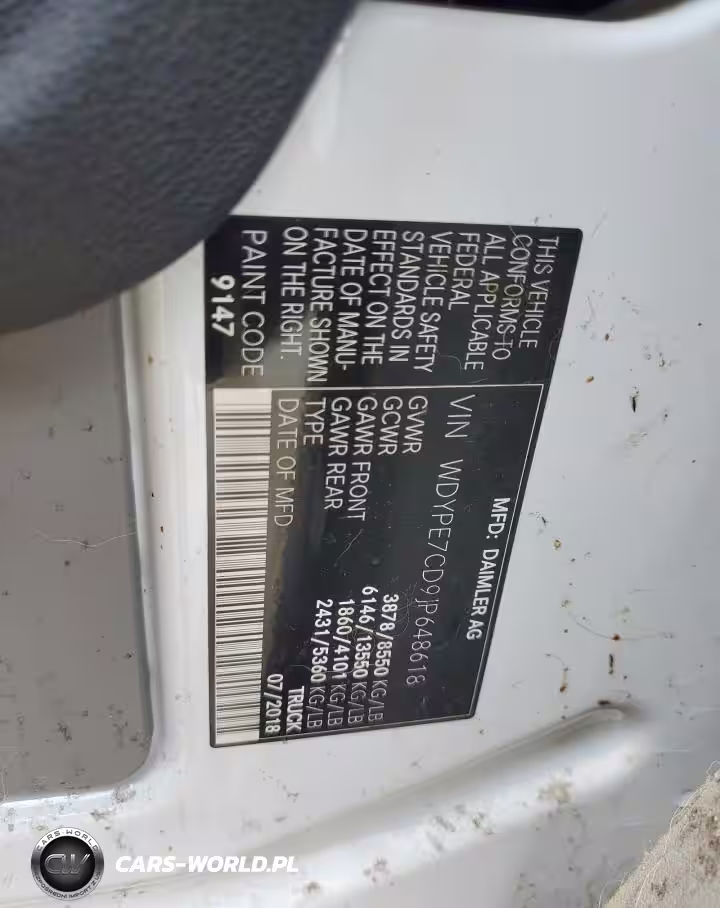 MFD: DAIMLER AG
THIS VEHICLE
CONFORMS TO
ALL APPLICABLE
FEDERAL
VEHICLE SAFETY
STANDARDS IN
EFFECT ON THE
DATE OF MANU-
FACTURE SHOWN
ON THE RIGHT.
PAINT CODE
9147
VIN WDYPE7CD9JP648618
GVWR 3878/8550 KG/LB
GCWR 6146/13550 KG/LB
GAWR FRONT 1860/4101 KG/LB
GAWR REAR 2431/5360 KG/LB
TYPE TRUCK
DATE OF MFD 07/2018
CARS-WORLD
CW
CARS-WORLD.PL